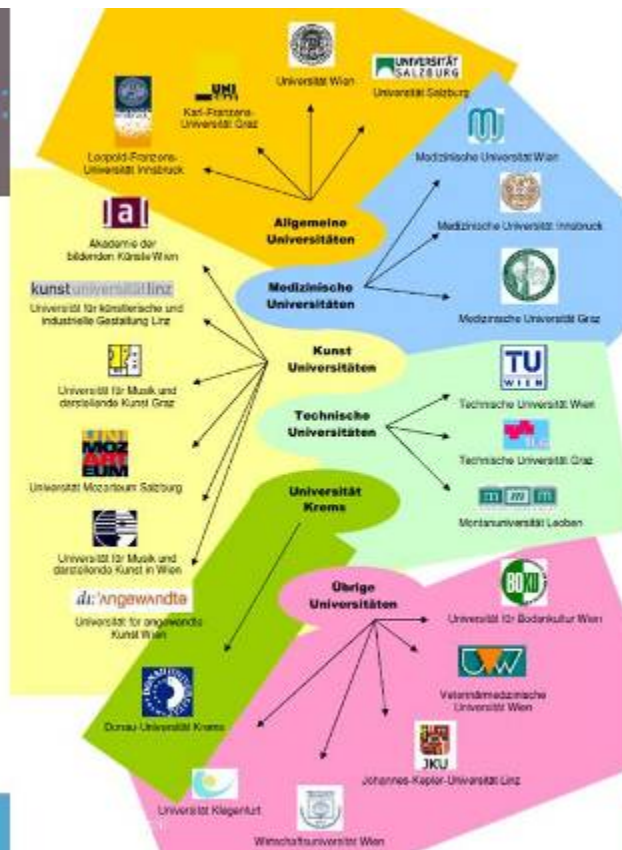 Universität Wien
UNIVERSITÄT
SALZBURG
Universität Salzburg
UNI
Karl-Franzens-
Universität Graz
Leopold-Franzens-
Universität Innsbruck
Allgemeine
Universitäten
Medizinische Universität Wien
Medizinische Universität Innsbruck
Medizinische Universität Graz
Medizinische
Universitäten
|a|
Akademie der
bildenden Künste Wien
kunstuniversitätlinz
Universität für künstlerische und
industrielle Gestaltung Linz
Universität für Musik und
darstellende Kunst Graz
MOZ
ART
EUM
Universität Mozarteum Salzburg
Universität für Musik und
darstellende Kunst in Wien
di:'Angewandte
Universität für angewandte
Kunst Wien
Kunst
Universitäten
Technische
Universitäten
TU
WIEN
Technische Universität Wien
TUG
Technische Universität Graz
Montanuniversität Leoben
Universität
Krems
Donau-Universität Krems
Übrige
Universitäten
BOKU
Universität für Bodenkultur Wien
Veterinärmedizinische
Universität Wien
JKU
Johannes-Kepler-Universität Linz
Universität Klagenfurt
Wirtschaftsuniversität Wien